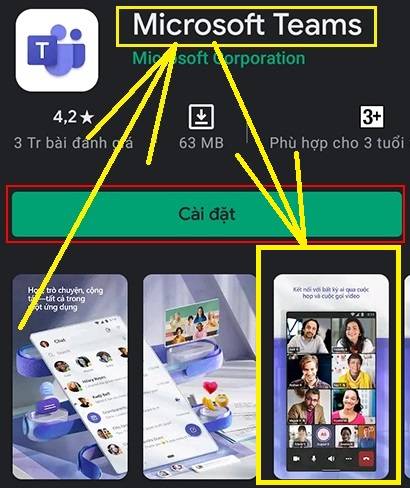 Microsoft Teams
Microsoft Corporation
T
4,2★
3+
3 Tr bài đánh giá
63 MB
Phù hợp cho 3 tuổi
Cài đặt
Họp, trò chuyện, cộng
tác—tất cả trong
một ứng dụng
Chat
Kết nối với bất kỳ ai qua cuộc
họp và cuộc gọi video